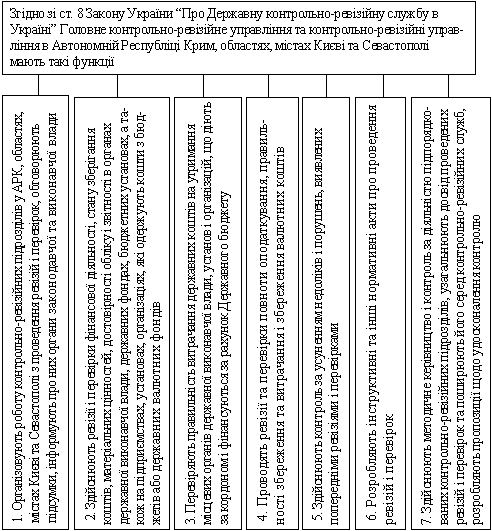 Згідно зі ст. 8 Закону України “Про Державну контрольно-ревізійну службу в
Україні” Головне контрольно-ревізійне управління та контрольно-ревізійні управ-
ління в Автономній Республіці Крим, областях, містах Києві та Севастополі
мають такі функції
1. Організовують роботу контрольно-ревізійних підрозділів у АРК, областях,
містах Києві та Севастополі з проведення ревізій і перевірок, обговорюють
підсумки, інформують про них органи законодавчої та виконавчої влади
2. Здійснюють ревізії і перевірки фінансової діяльності, стану зберігання
коштів, матеріальних цінностей, достовірності обліку і звітності в органах
державної виконавчої влади, державних фондах, бюджетних установах, а та-
кож на підприємствах, установах, організаціях, які одержують кошти з бюд-
жетів або державних валютних фондів
3. Перевіряють правильність витрачання державних коштів на утримання
місцевих органів державної виконавчої влади, установ і організацій, що діють
за кордоном і фінансуються за рахунок Державного бюджету
4. Проводять ревізії та перевірки повноти оподаткування, правиль-
ності збереження та витрачання і збереження валютних коштів
5. Здійснюють контроль за усуненням недоліків і порушень, виявлених
попередніми ревізіями і перевірками
6. Розробляють інструктивні та інші нормативні акти про проведення
ревізій і перевірок
7 Здійснюють методичне керівництво і контроль за діяльністю підпорядко-
ваних контрольно-ревізійних підрозділів, узагальнюють досвід проведених
ревізій і перевірок та поширюють його серед контрольно-ревізійних служб,
розробляють пропозиції щодо удосконалення контролю